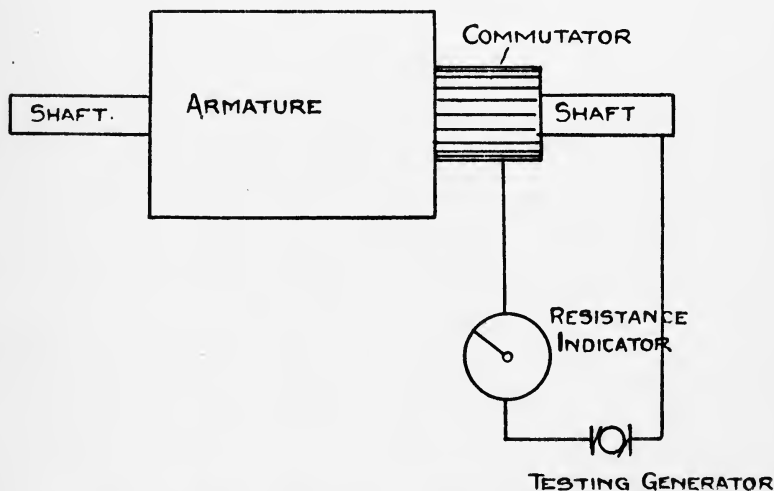 COMMUTATOR
SHAFT.
ARMATURE
SHAFT
RESISTANCE
INDICATOR
TESTING GENERATOR